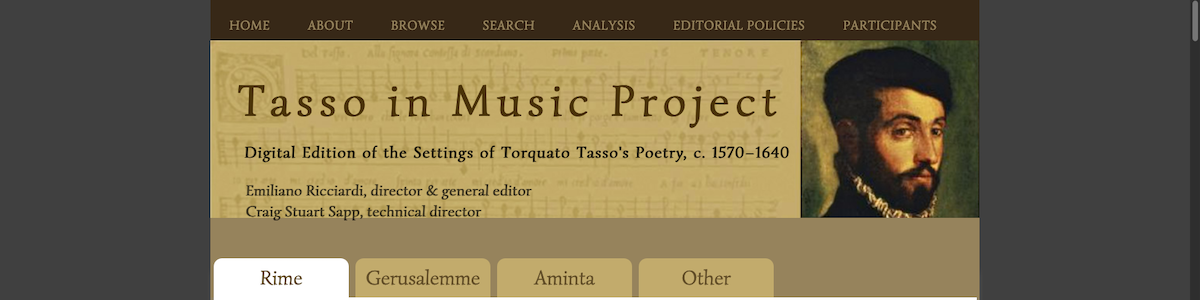 HOME ABOUT BROWSE SEARCH ANALYSIS EDITORIAL POLICIES PARTICIPANTS
TENORE
Tasso in Music Project
Digital Edition of the Settings of Torquato Tasso's Poetry, c. 1570–1640
Emiliano Ricciardi, director & general editor
Craig Stuart Sapp, technical director
Rime Gerusalemme Aminta Other